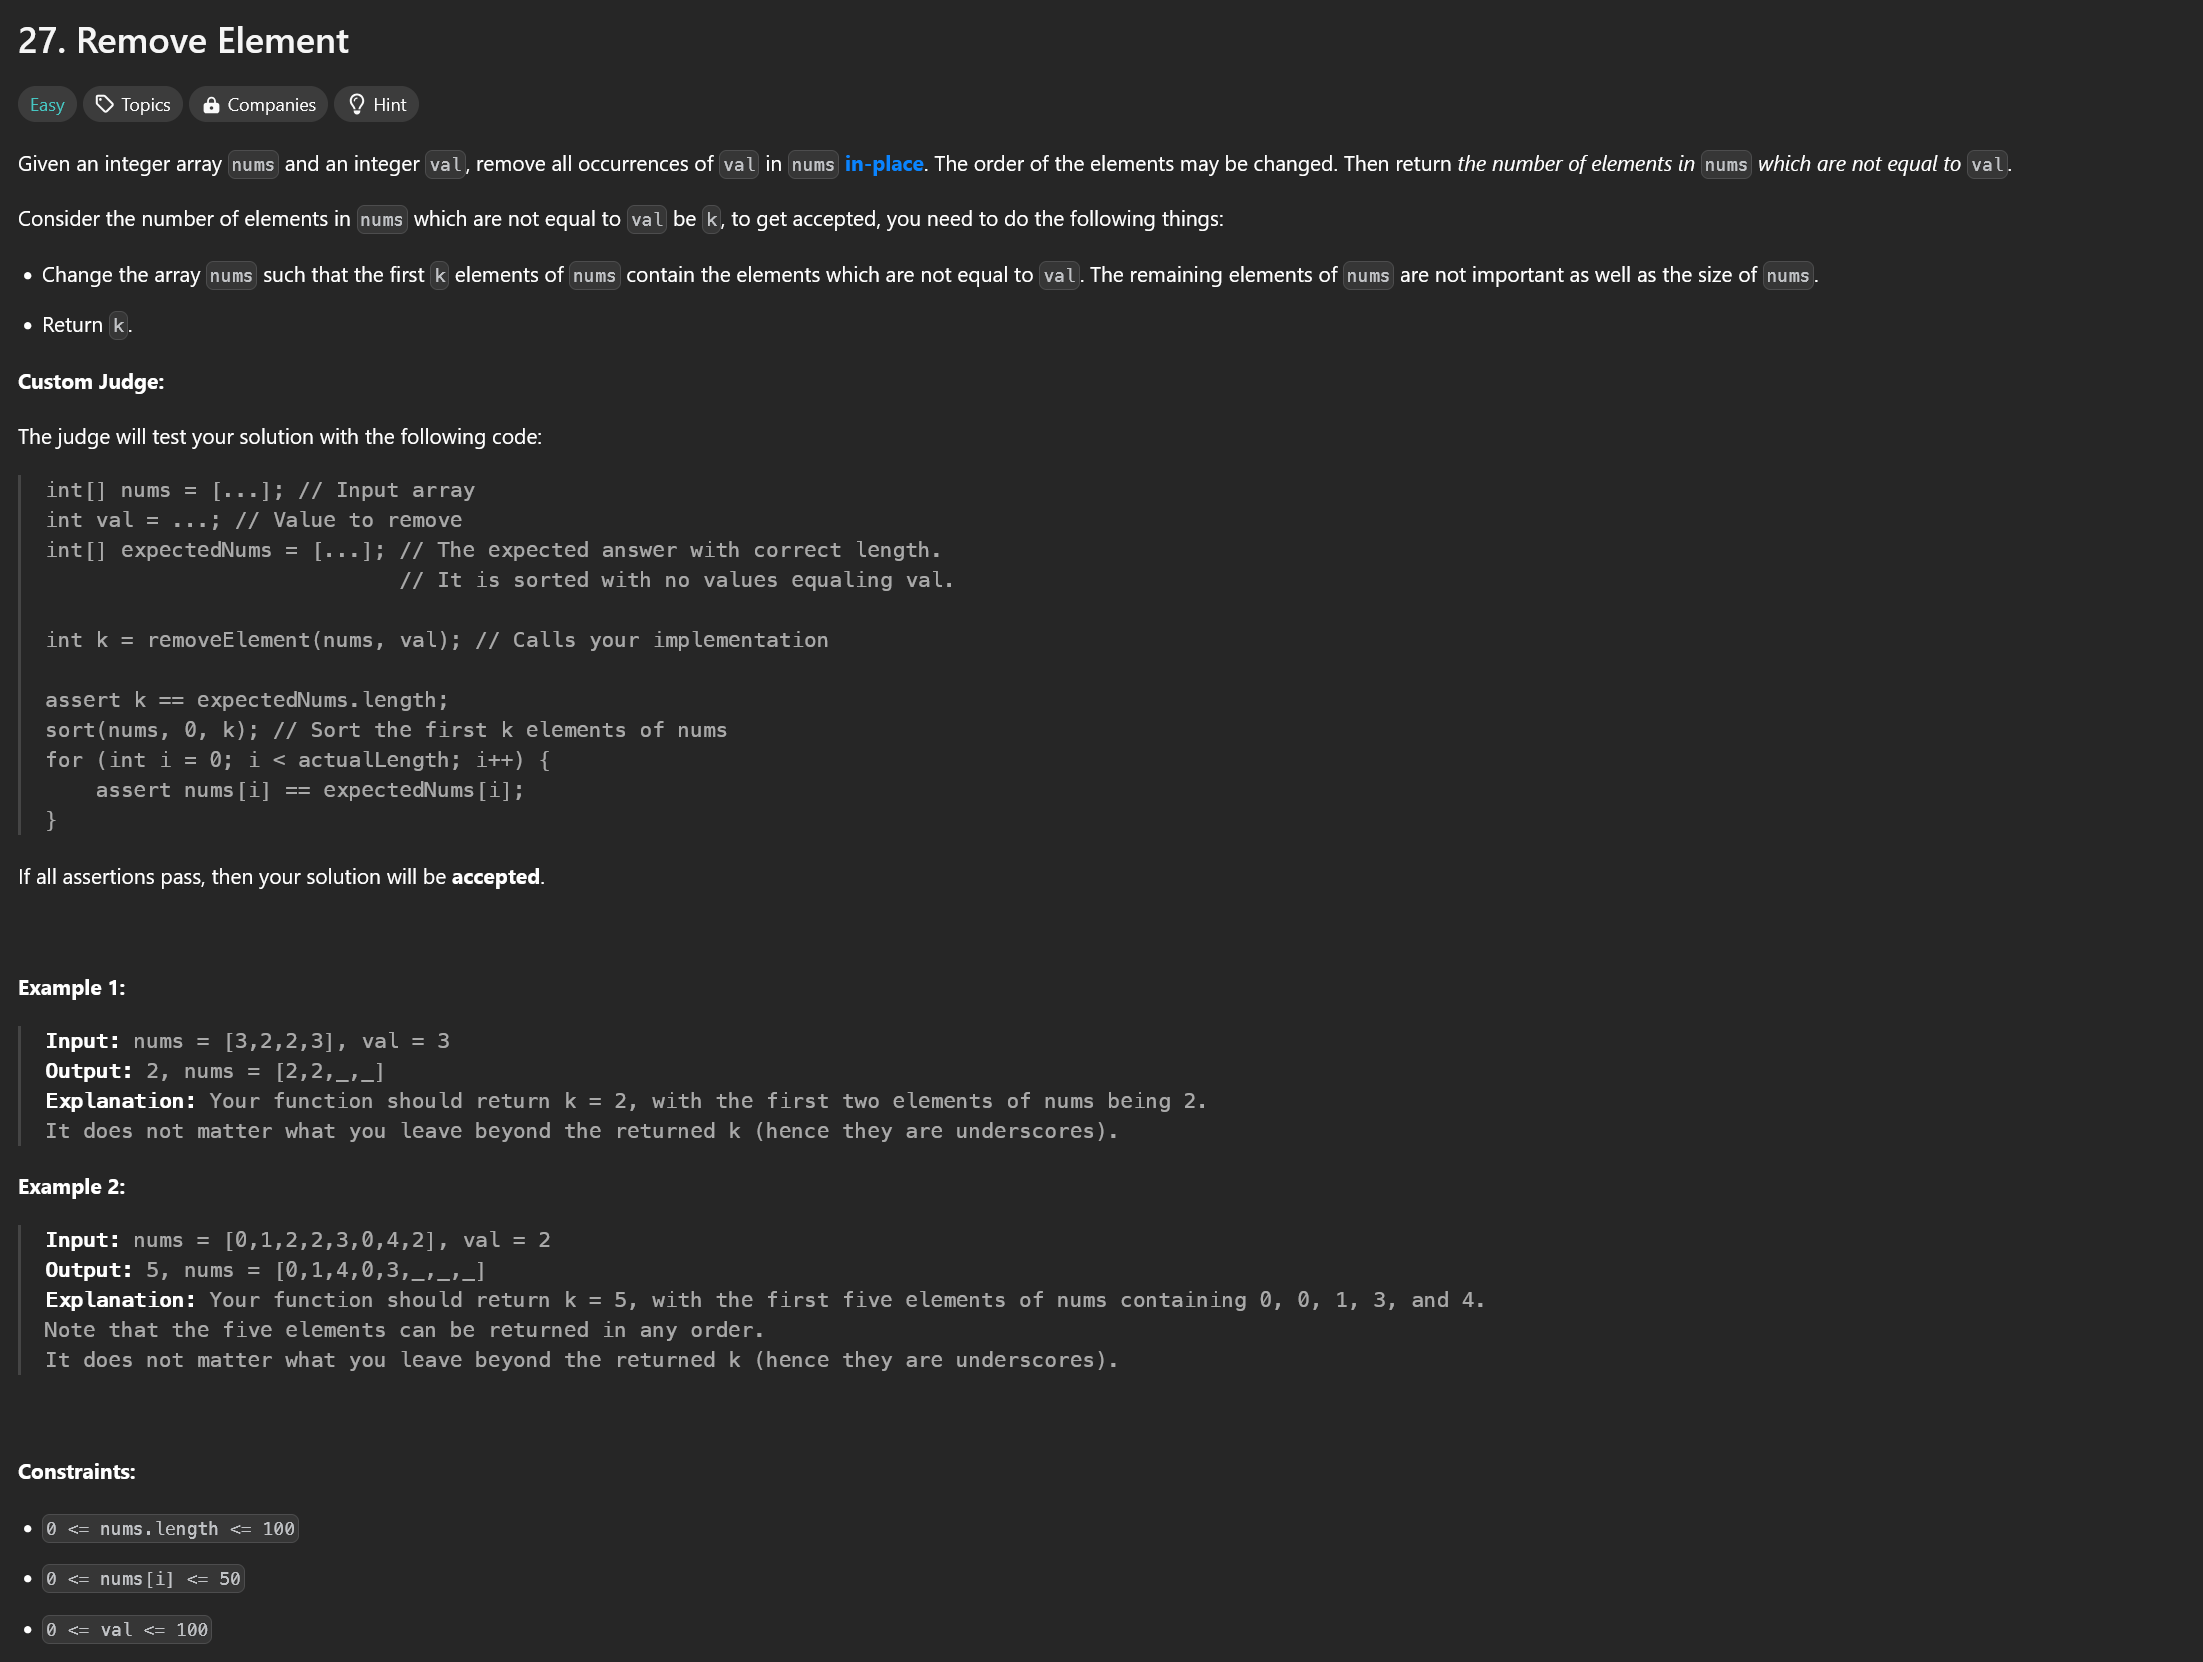 27. Remove Element
Easy Topics Companies Hint
Given an integer array nums and an integer val, remove all occurrences of val in nums in-place. The order of the elements may be changed. Then return the number of elements in nums which are not equal to val.
Consider the number of elements in nums which are not equal to val be k, to get accepted, you need to do the following things:
• Change the array nums such that the first k elements of nums contain the elements which are not equal to val. The remaining elements of nums are not important as well as the size of nums.
• Return k.
Custom Judge:
The judge will test your solution with the following code:
int[] nums = [...]; // Input array
int val = ...; // Value to remove
int[] expectedNums = [...]; // The expected answer with correct length.
                            // It is sorted with no values equaling val.
int k = removeElement(nums, val); // Calls your implementation
assert k == expectedNums.length;
sort(nums, 0, k); // Sort the first k elements of nums
for (int i = 0; i < actualLength; i++) {
    assert nums[i] == expectedNums[i];
}
If all assertions pass, then your solution will be accepted.
Example 1:
Input: nums = [3,2,2,3], val = 3
Output: 2, nums = [2,2,_,_]
Explanation: Your function should return k = 2, with the first two elements of nums being 2.
It does not matter what you leave beyond the returned k (hence they are underscores).
Example 2:
Input: nums = [0,1,2,2,3,0,4,2], val = 2
Output: 5, nums = [0,1,4,0,3,_,_,_]
Explanation: Your function should return k = 5, with the first five elements of nums containing 0, 0, 1, 3, and 4.
Note that the five elements can be returned in any order.
It does not matter what you leave beyond the returned k (hence they are underscores).
Constraints:
• 0 <= nums.length <= 100
• 0 <= nums[i] <= 50
• 0 <= val <= 100